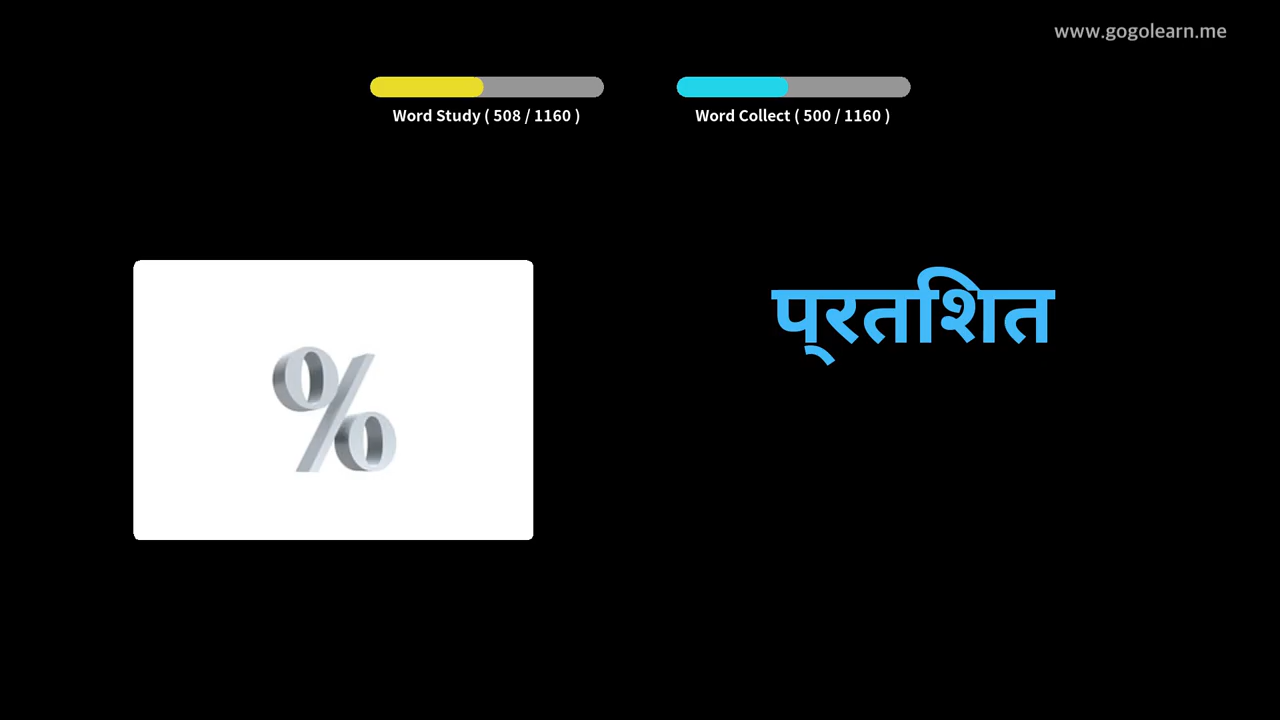 www.gogolearn.me
Word Study ( 508 / 1160 )
Word Collect ( 500 / 1160 )
%
प्रतिशत